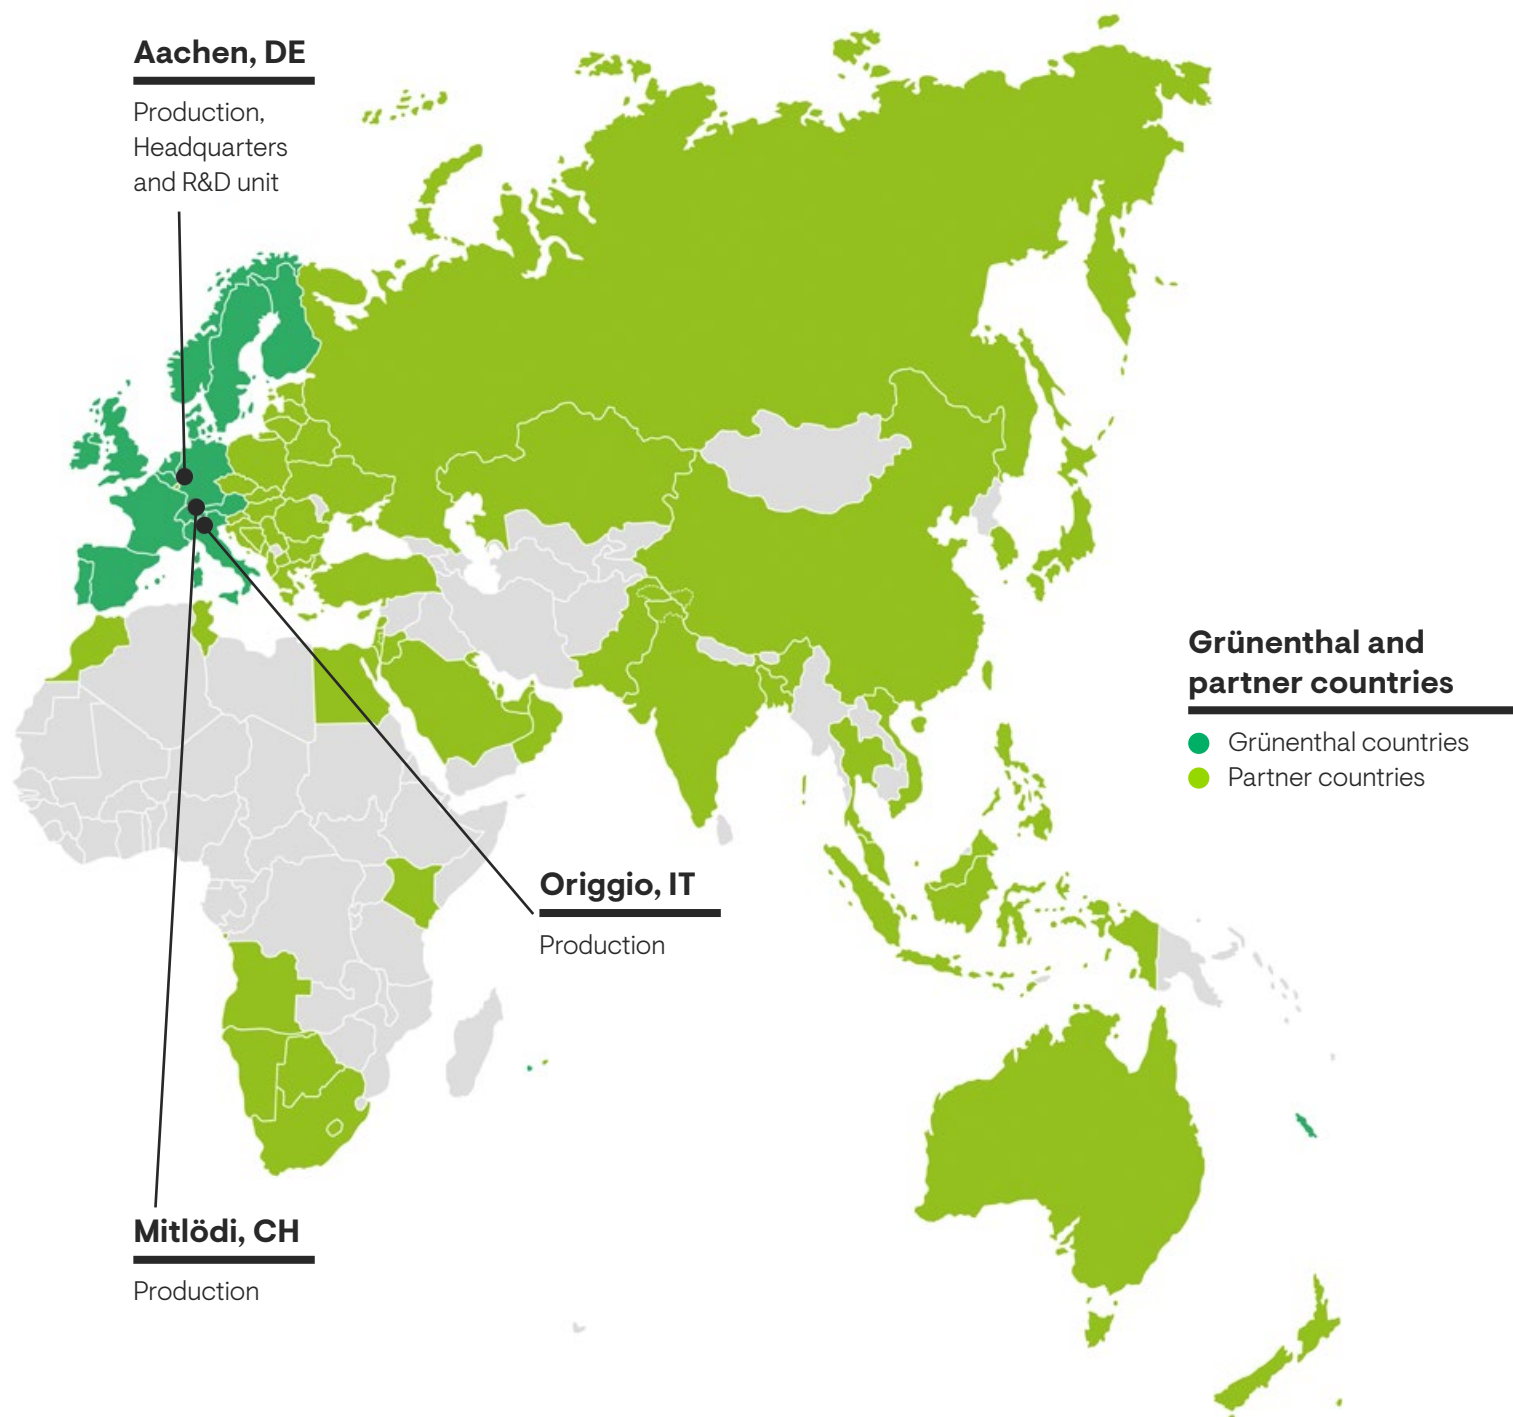 Aachen, DE
Production,
Headquarters
and R&D unit
Grünenthal and
partner countries
Grünenthal countries
Partner countries
Origgio, IT
Production
Mitlödi, CH
Production